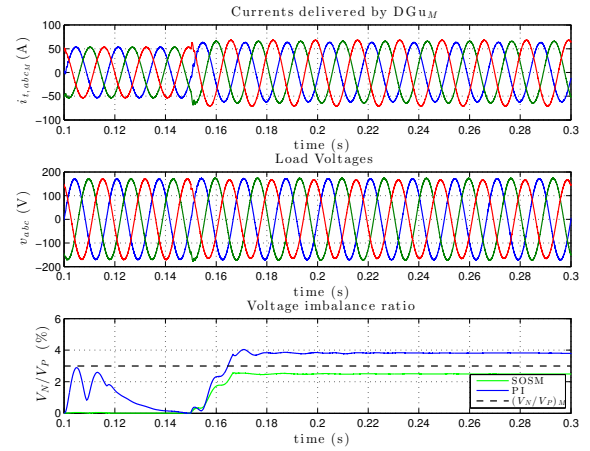 Currents delivered by DGu_M
i_{t,abc_M} (A)
100
50
0
−50
−100
0.1 0.12 0.14 0.16 0.18 0.2 0.22 0.24 0.26 0.28 0.3
time (s)
Load Voltages
v_{abc} (V)
200
100
0
−100
−200
0.1 0.12 0.14 0.16 0.18 0.2 0.22 0.24 0.26 0.28 0.3
time (s)
Voltage imbalance ratio
V_N/V_P (%)
6
4
2
0
0.1 0.12 0.14 0.16 0.18 0.2 0.22 0.24 0.26 0.28 0.3
time (s)
SOSM
PI
(V_N/V_P)_M